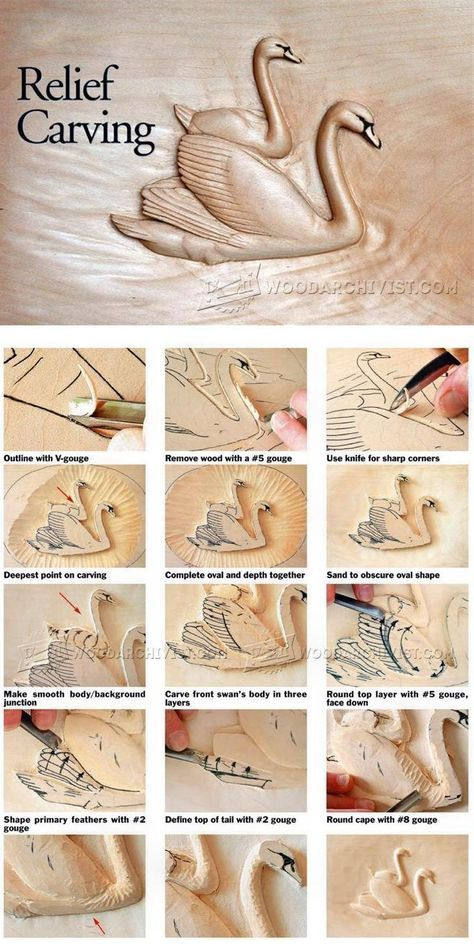 Relief
Carving
WOODARCHIVIST.COM
Outline with V-gouge
Remove wood with a #5 gouge
Use knife for sharp corners
Deepest point on carving
Complete oval and depth together
Sand to obscure oval shape
WOODARCHIVIST.COM
Make smooth body/background
junction
Carve front swan's body in three
layers
Round top layer with #5 gouge,
face down
Shape primary feathers with #2
gouge
Define top of tail with #2 gouge
Round cape with #8 gouge